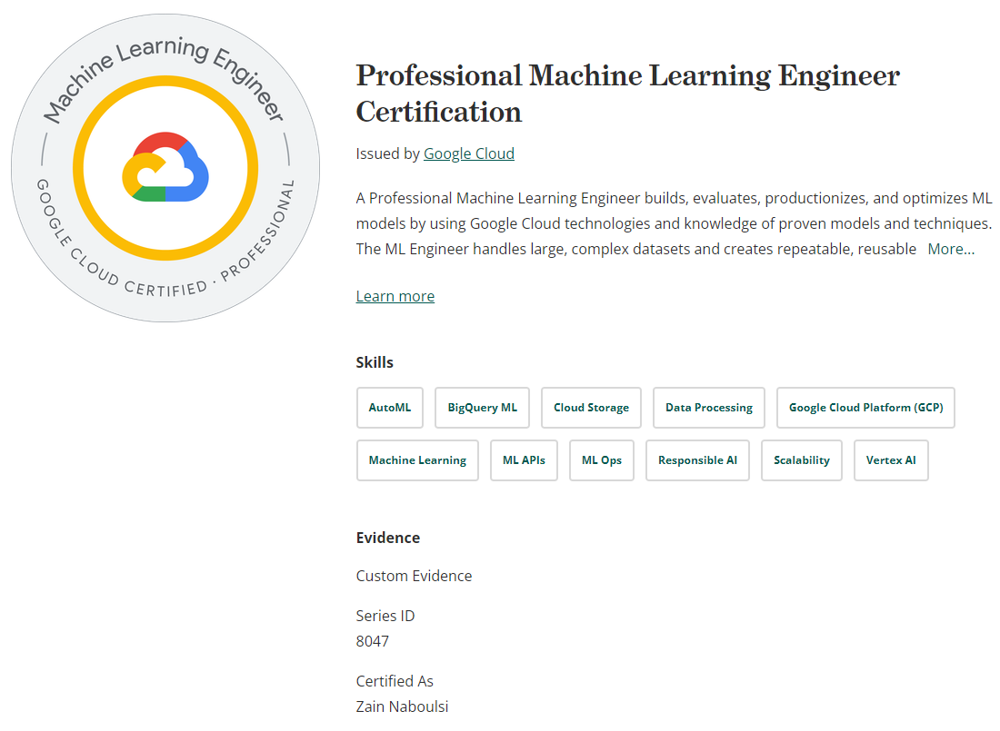 Machine Learning Engineer
GOOGLE CLOUD CERTIFIED · PROFESSIONAL
Professional Machine Learning Engineer
Certification
Issued by Google Cloud
A Professional Machine Learning Engineer builds, evaluates, productionizes, and optimizes ML
models by using Google Cloud technologies and knowledge of proven models and techniques.
The ML Engineer handles large, complex datasets and creates repeatable, reusable More...
Learn more
Skills
AutoML BigQuery ML Cloud Storage Data Processing Google Cloud Platform (GCP)
Machine Learning ML APIs ML Ops Responsible AI Scalability Vertex AI
Evidence
Custom Evidence
Series ID
8047
Certified As
Zain Naboulsi